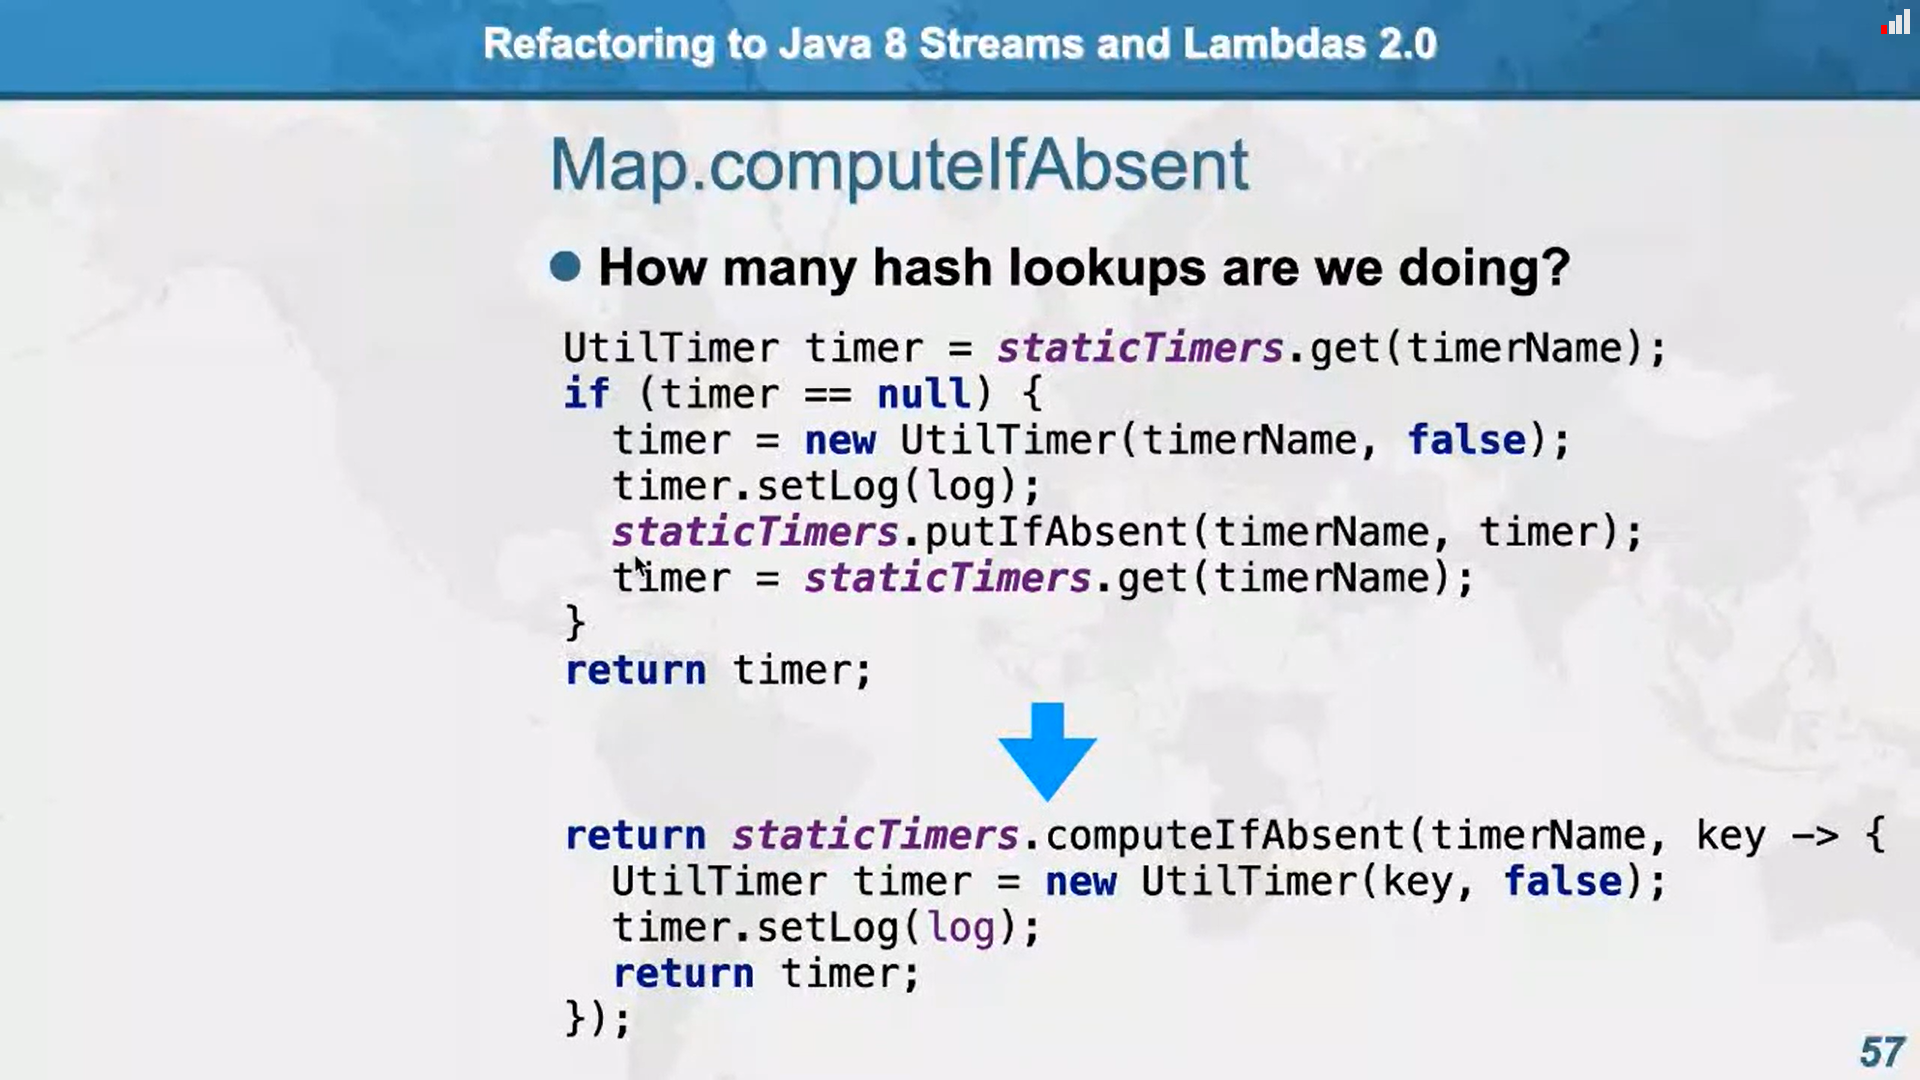 Refactoring to Java 8 Streams and Lambdas 2.0
Map.computeIfAbsent
● How many hash lookups are we doing?
UtilTimer timer = staticTimers.get(timerName);
if (timer == null) {
  timer = new UtilTimer(timerName, false);
  timer.setLog(log);
  staticTimers.putIfAbsent(timerName, timer);
  timer = staticTimers.get(timerName);
}
return timer;
return staticTimers.computeIfAbsent(timerName, key -> {
  UtilTimer timer = new UtilTimer(key, false);
  timer.setLog(log);
  return timer;
});
57